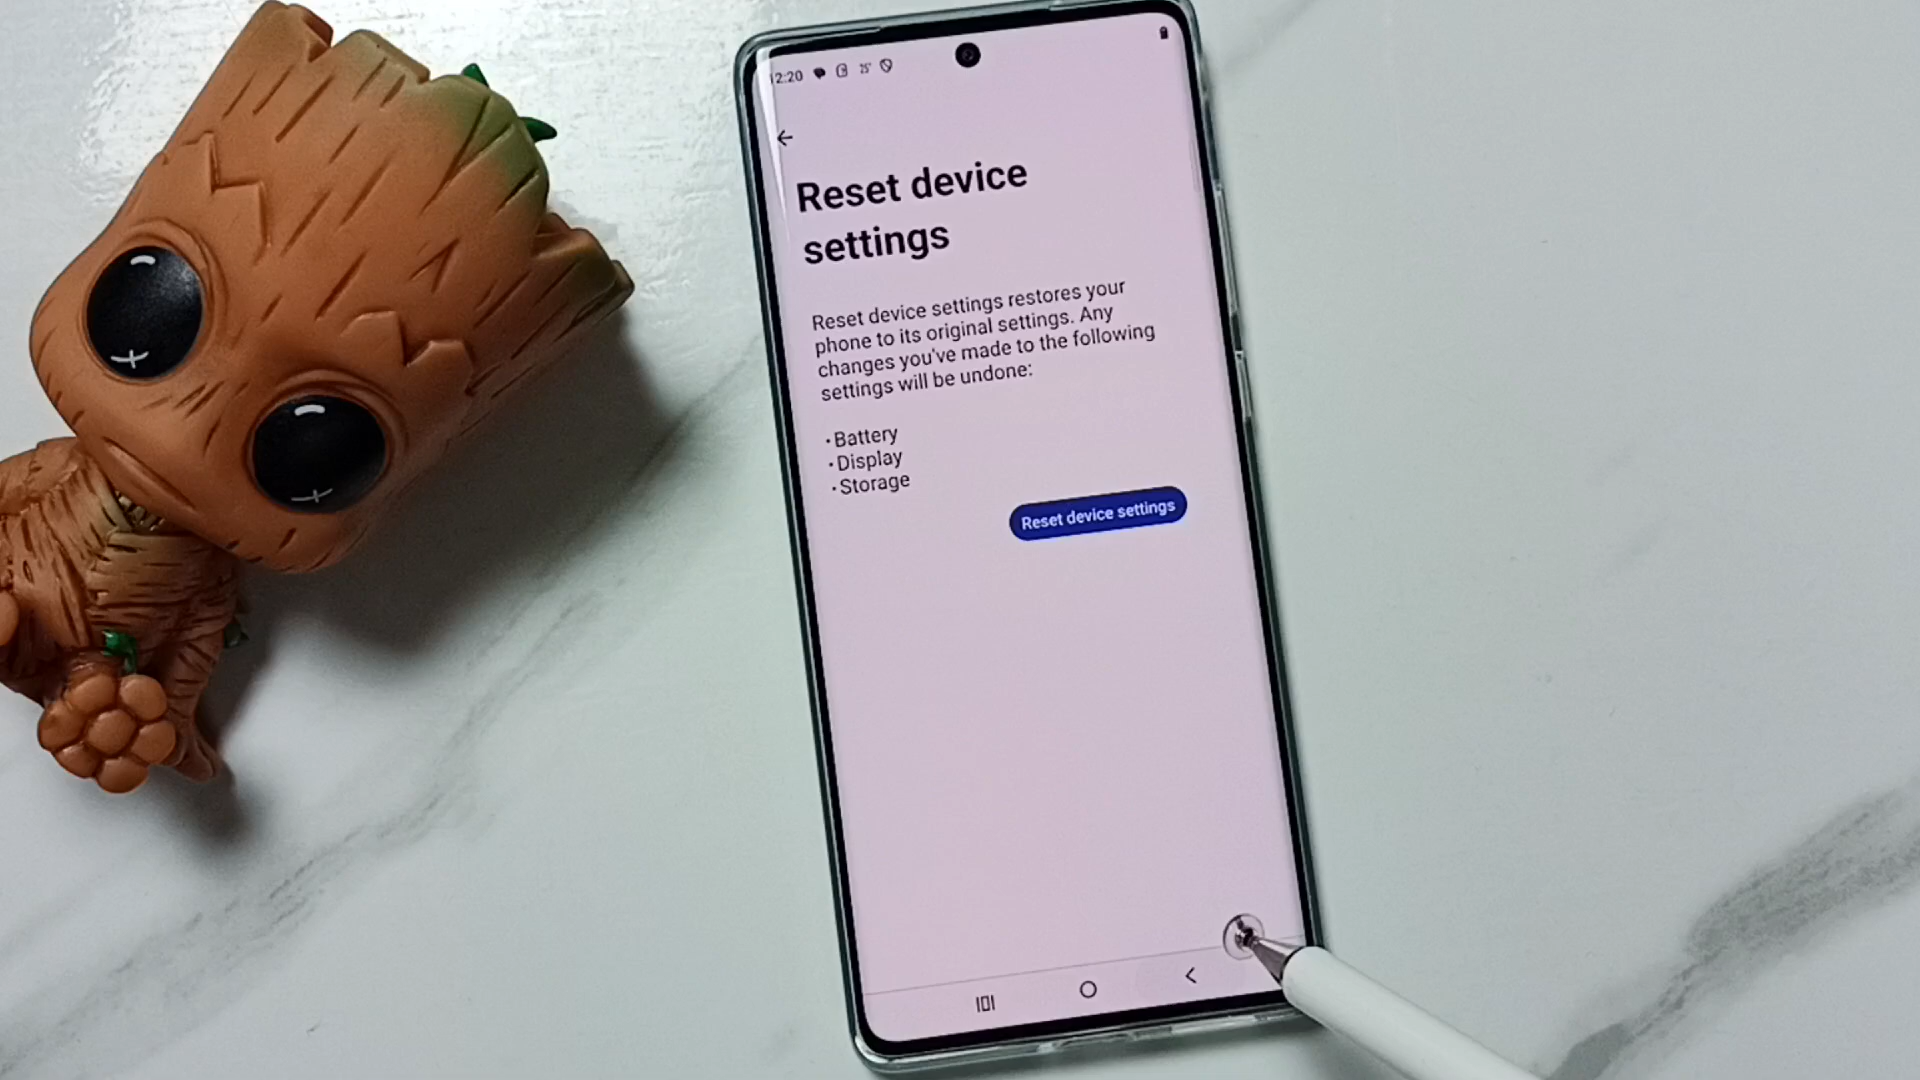 12:20 25°
Reset device
settings
Reset device settings restores your
phone to its original settings. Any
changes you've made to the following
settings will be undone:
• Battery
• Display
• Storage
Reset device settings